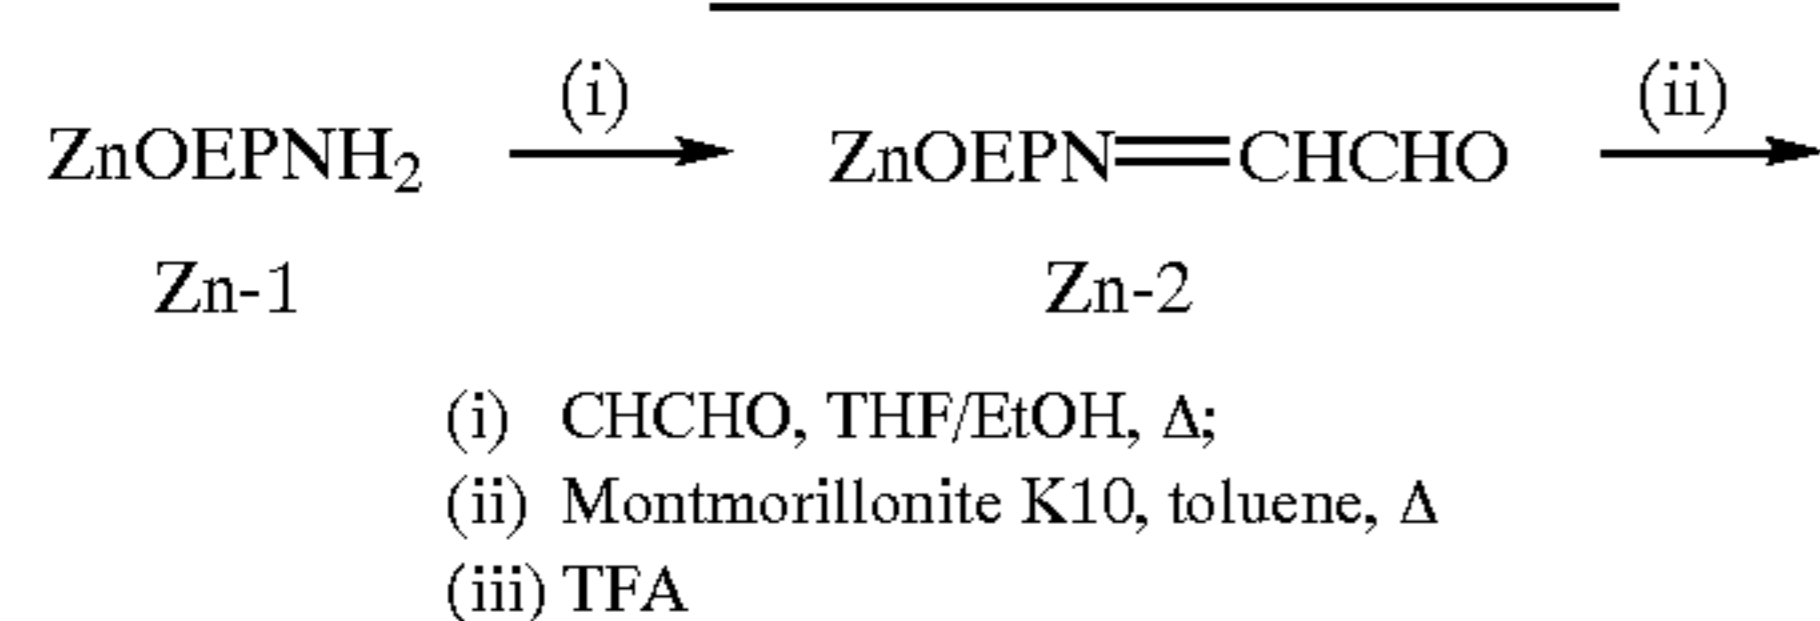 (i) (ii)
ZnOEPNH₂ ZnOEPN=CHCHO
Zn-1 Zn-2
(i) CHCHO, THF/EtOH, Δ;
(ii) Montmorillonite K10, toluene, Δ
(iii) TFA